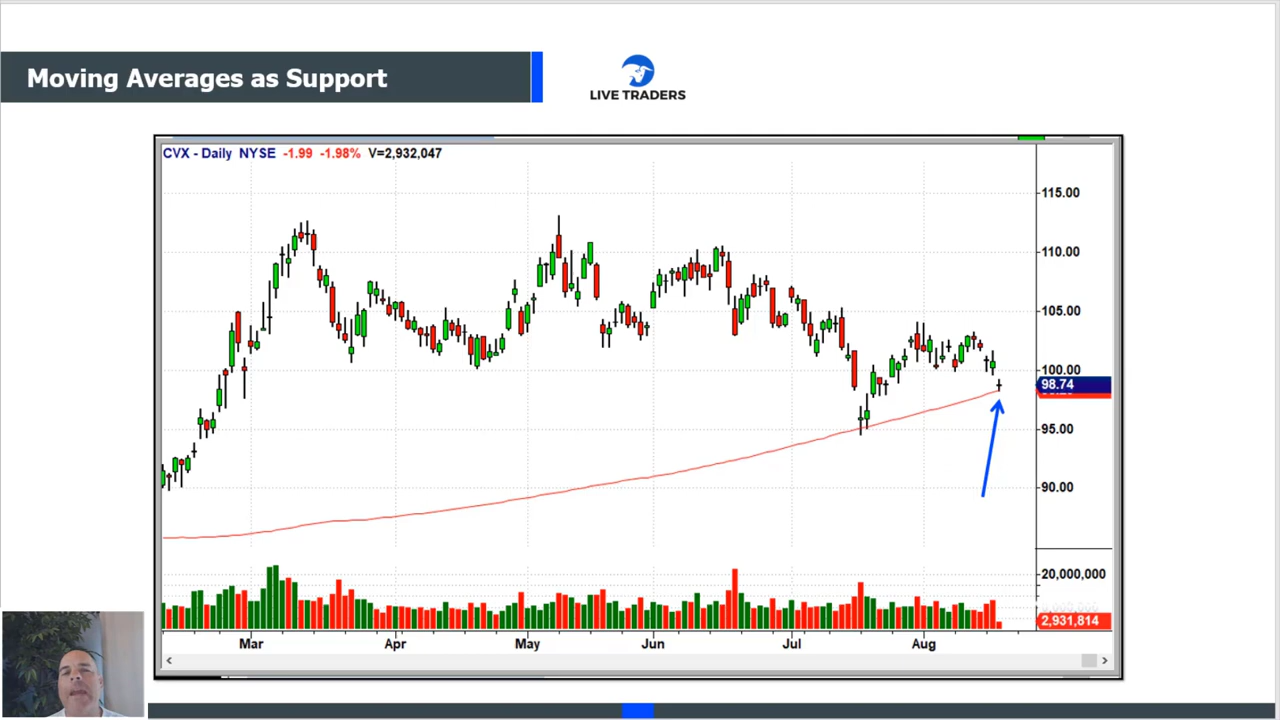 Moving Averages as Support
LIVE TRADERS
CVX - Daily NYSE -1.99 -1.98% V=2,932,047
115.00
110.00
105.00
100.00
98.74
95.00
90.00
20,000,000
2,931,814
Mar Apr May Jun Jul Aug